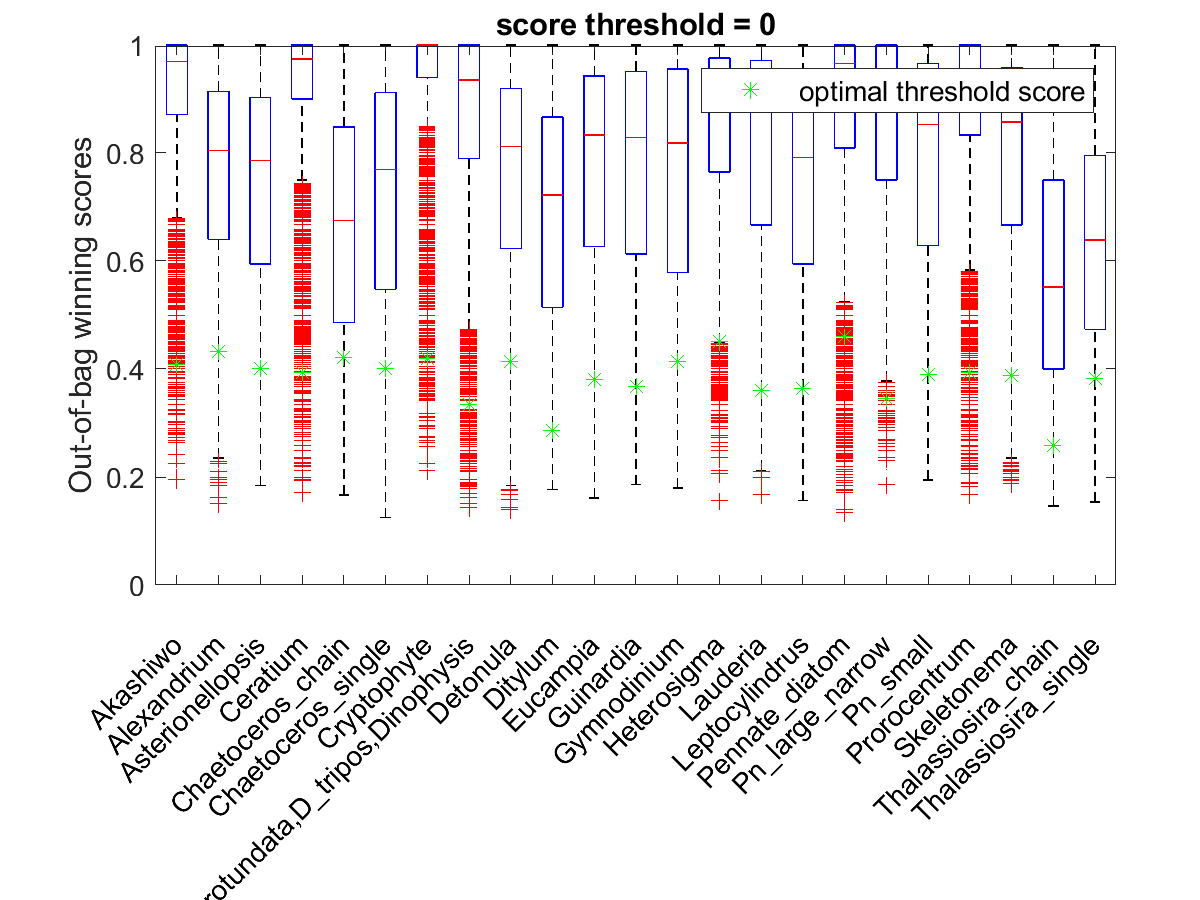 score threshold = 0
optimal threshold score
Out-of-bag winning scores
1
0.8
0.6
0.4
0.2
0
Akashiwo
Alexandrium
Asterionellopsis
Ceratium
Chaetoceros_chain
Chaetoceros_single
Cryptophyte
rotundata,D_tripos,Dinophysis
Detonula
Ditylum
Eucampia
Guinardia
Gymnodinium
Heterosigma
Lauderia
Leptocylindrus
Pennate_diatom
Pn_large_narrow
Pn_small
Prorocentrum
Skeletonema
Thalassiosira_chain
Thalassiosira_single